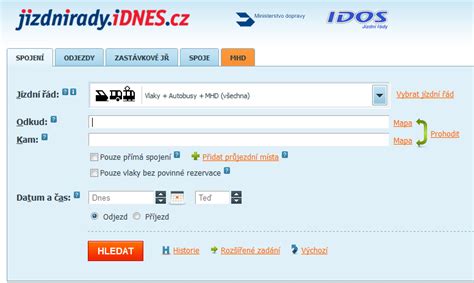 jizdnirady.iDNES.cz
Ministerstvo dopravy
IDOS
Jízdní řády
SPOJENÍ ODJEZDY ZASTÁVKOVÉ JŘ SPOJE MHD
Jízdní řád: ? i Vlaky + Autobusy + MHD (všechna) Vybrat jízdní řád
Odkud: ? Mapa
Kam: ? Mapa
Prohodit
Pouze přímá spojení ? Přidat průjezdní místa ?
Pouze vlaky bez povinné rezervace ?
Datum a čas: ? Dnes Teď ?
Odjezd Příjezd
HLEDAT H Historie Rozšířené zadání Výchozí